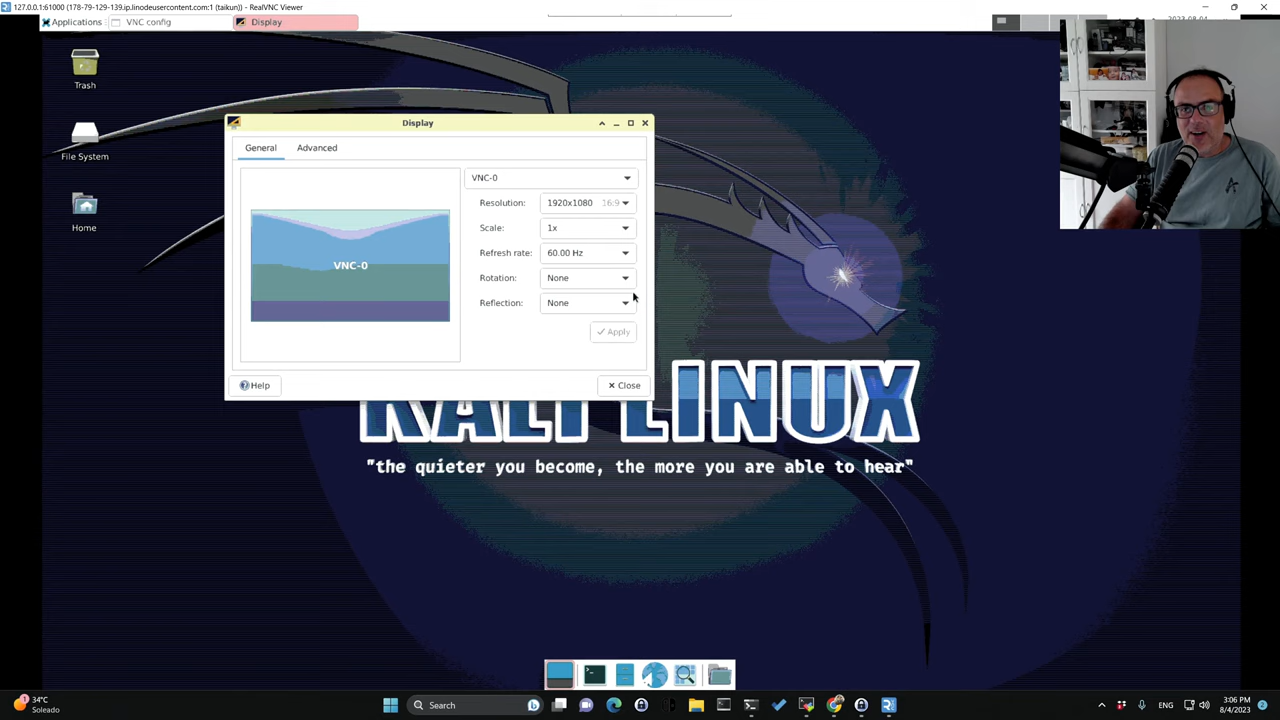 127.0.0.1:61000 (178-79-129-139.ip.linodeusercontent.com:1 (taikun)) - RealVNC Viewer
Applications
VNC config
Display
Trash
File System
Home
Display
General
Advanced
VNC-0
VNC-0
Resolution:
1920x1080 16:9
Scale:
1x
Refresh rate:
60.00 Hz
Rotation:
None
Reflection:
None
Apply
Help
Close
KALI LINUX
"the quieter you become, the more you are able to hear"
34°C
Soleado
Search
ENG
3:06 PM
8/4/2023